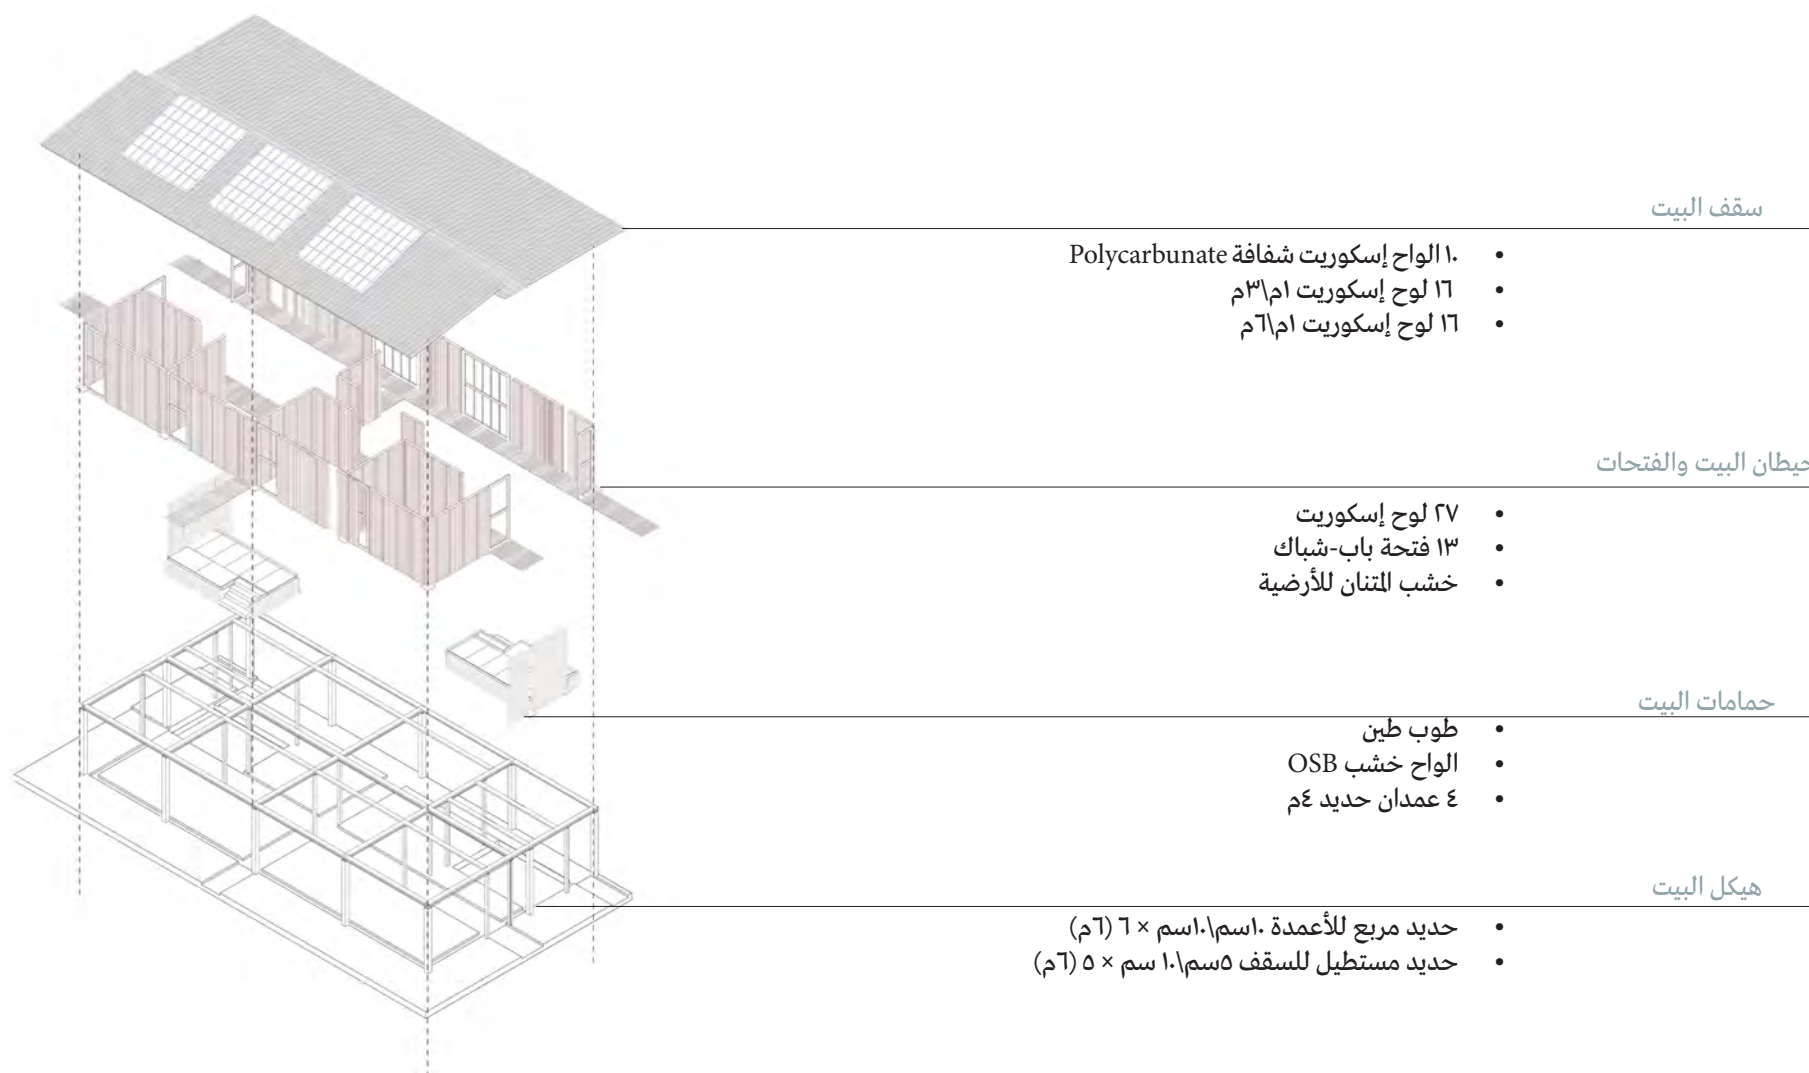 سقف البيت
• ١٠ الواح إسكوريت شفافة Polycarbunate
• ١٦ لوح إسكوريت ١م\٣م
• ١٦ لوح إسكوريت ١م\٦م
حيطان البيت والفتحات
• ٢٧ لوح إسكوريت
• ١٣ فتحة باب-شباك
• خشب المتنان للأرضية
حمامات البيت
• طوب طين
• الواح خشب OSB
• ٤ عمدان حديد ٤م
هيكل البيت
• حديد مربع للأعمدة ١٠سم\١٠سم × ٦ (٦م)
• حديد مستطيل للسقف ٥سم\١٠ سم × ٥ (٦م)